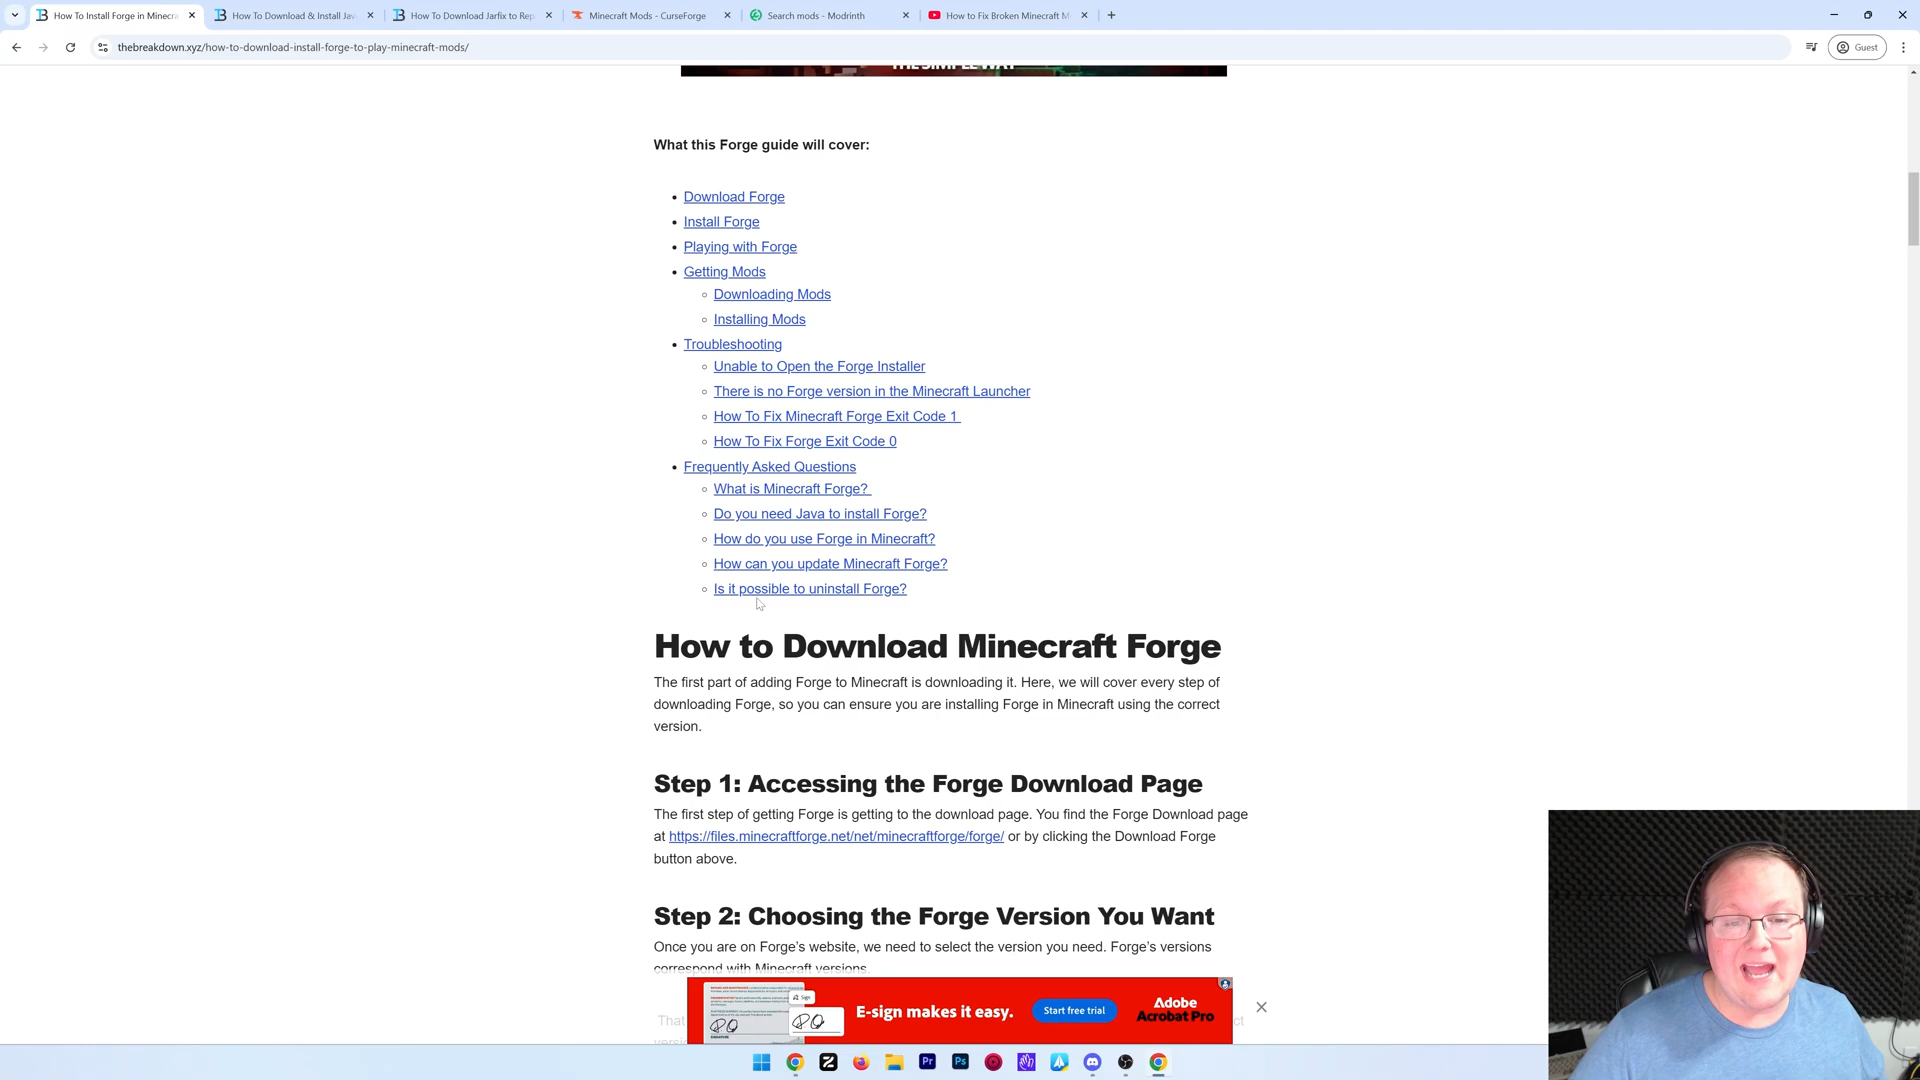 How To Install Forge in Minecra
How To Download & Install Jav
How To Download Jarfix to Rep
Minecraft Mods - CurseForge
Search mods - Modrinth
How to Fix Broken Minecraft M
thebreakdown.xyz/how-to-download-install-forge-to-play-minecraft-mods/
Guest
THE SIMPLE WAY
What this Forge guide will cover:
Download Forge
Install Forge
Playing with Forge
Getting Mods
Downloading Mods
Installing Mods
Troubleshooting
Unable to Open the Forge Installer
There is no Forge version in the Minecraft Launcher
How To Fix Minecraft Forge Exit Code 1
How To Fix Forge Exit Code 0
Frequently Asked Questions
What is Minecraft Forge?
Do you need Java to install Forge?
How do you use Forge in Minecraft?
How can you update Minecraft Forge?
Is it possible to uninstall Forge?
How to Download Minecraft Forge
The first part of adding Forge to Minecraft is downloading it. Here, we will cover every step of
downloading Forge, so you can ensure you are installing Forge in Minecraft using the correct
version.
Step 1: Accessing the Forge Download Page
The first step of getting Forge is getting to the download page. You find the Forge Download page
at https://files.minecraftforge.net/net/minecraftforge/forge/ or by clicking the Download Forge
button above.
Step 2: Choosing the Forge Version You Want
Once you are on Forge's website, we need to select the version you need. Forge's versions
correspond with Minecraft versions.
That
Sign
E-sign makes it easy.
Start free trial
Adobe
Acrobat Pro
Pr
Ps